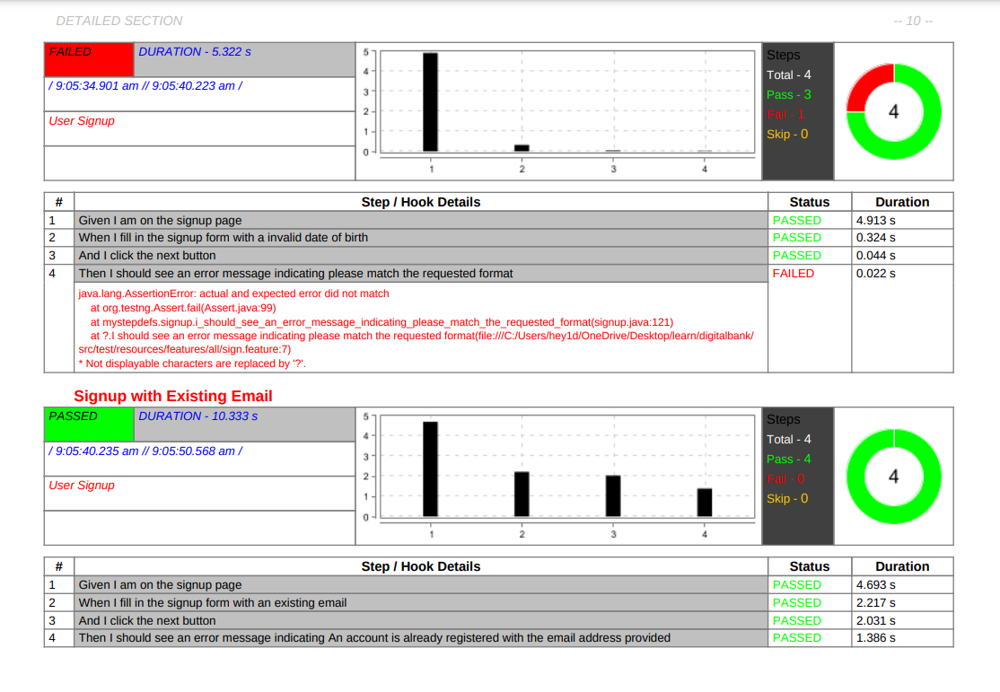 DETAILED SECTION -- 10 --
FAILED DURATION - 5.322 s
/ 9:05:34.901 am // 9:05:40.223 am /
User Signup
5
4
3
2
1
0
1 2 3 4
Steps
Total - 4
Pass - 3
Fail - 1
Skip - 0
4
# Step / Hook Details Status Duration
1 Given I am on the signup page PASSED 4.913 s
2 When I fill in the signup form with a invalid date of birth PASSED 0.324 s
3 And I click the next button PASSED 0.044 s
4 Then I should see an error message indicating please match the requested format FAILED 0.022 s
java.lang.AssertionError: actual and expected error did not match
at org.testng.Assert.fail(Assert.java:99)
at mystepdefs.signup.i_should_see_an_error_message_indicating_please_match_the_requested_format(signup.java:121)
at ?.I should see an error message indicating please match the requested format(file:///C:/Users/hey1d/OneDrive/Desktop/learn/digitalbank/
src/test/resources/features/all/sign.feature:7)
* Not displayable characters are replaced by '?'.
Signup with Existing Email
PASSED DURATION - 10.333 s
/ 9:05:40.235 am // 9:05:50.568 am /
User Signup
5
4
3
2
1
0
1 2 3 4
Steps
Total - 4
Pass - 4
Fail - 0
Skip - 0
4
# Step / Hook Details Status Duration
1 Given I am on the signup page PASSED 4.693 s
2 When I fill in the signup form with an existing email PASSED 2.217 s
3 And I click the next button PASSED 2.031 s
4 Then I should see an error message indicating An account is already registered with the email address provided PASSED 1.386 s